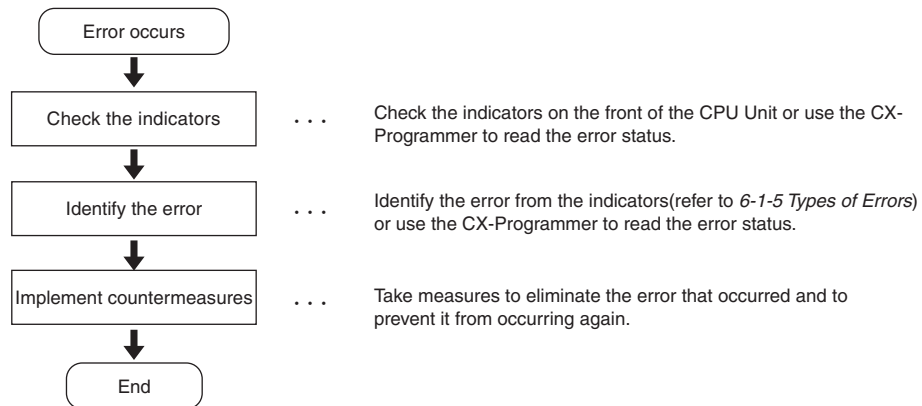 Error occurs
Check the indicators
. . .
Check the indicators on the front of the CPU Unit or use the CX-
Programmer to read the error status.
Identify the error
. . .
Identify the error from the indicators(refer to 6-1-5 Types of Errors)
or use the CX-Programmer to read the error status.
Implement countermeasures
. . .
Take measures to eliminate the error that occurred and to
prevent it from occurring again.
End